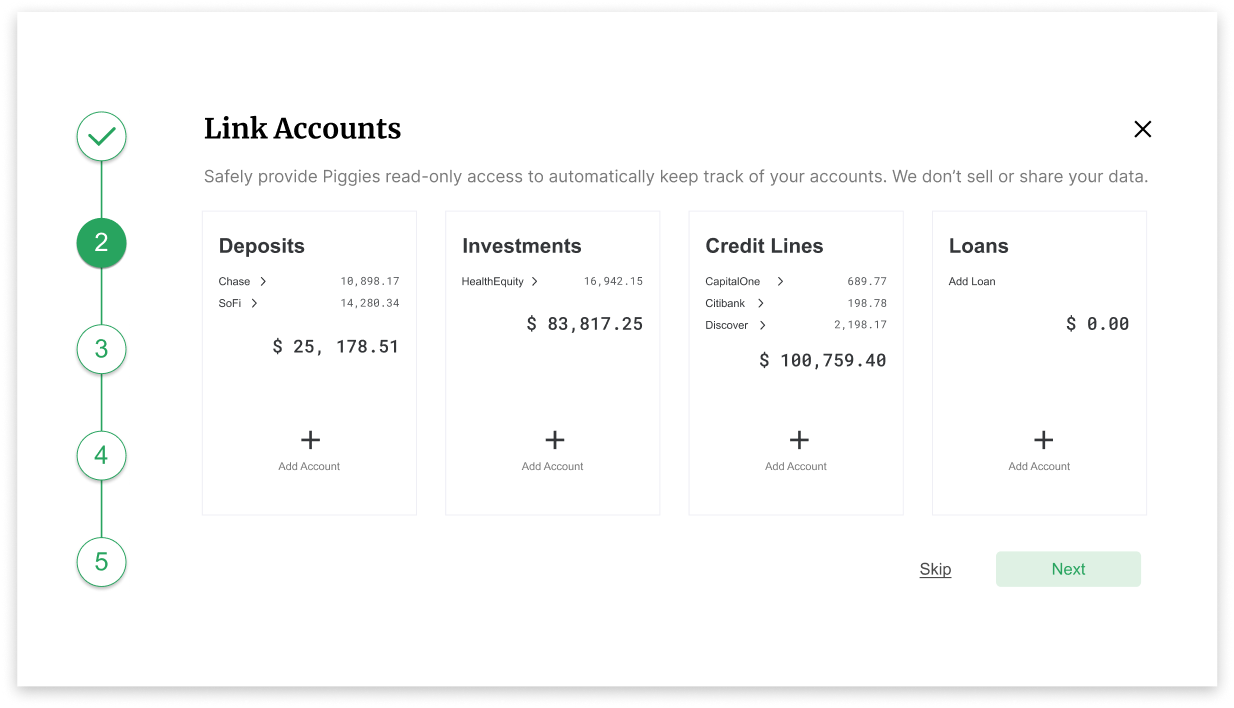 Link Accounts
Safely provide Piggies read-only access to automatically keep track of your accounts. We don’t sell or share your data.
2
3
4
5
Deposits
Chase 10,898.17
SoFi 14,280.34
$ 25, 178.51
Add Account
Investments
HealthEquity 16,942.15
$ 83,817.25
Add Account
Credit Lines
CapitalOne 689.77
Citibank 198.78
Discover 2,198.17
$ 100,759.40
Add Account
Loans
Add Loan
$ 0.00
Add Account
Skip
Next